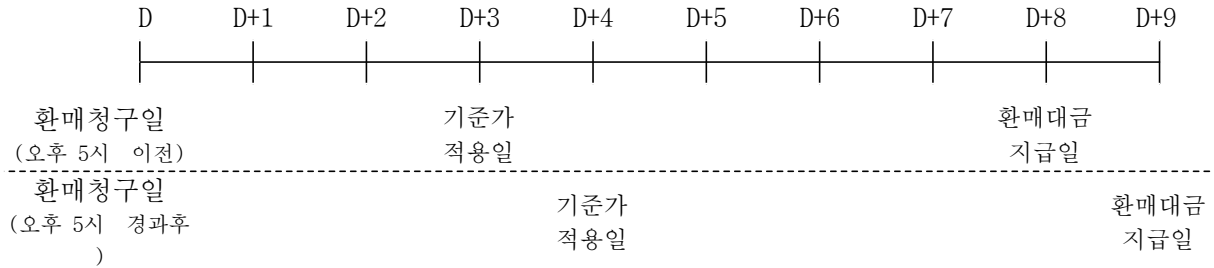 D D+1 D+2 D+3 D+4 D+5 D+6 D+7 D+8 D+9
환매청구일 기준가 환매대금
(오후 5시 이전) 적용일 지급일
환매청구일 기준가 환매대금
(오후 5시 경과후 적용일 지급일
)